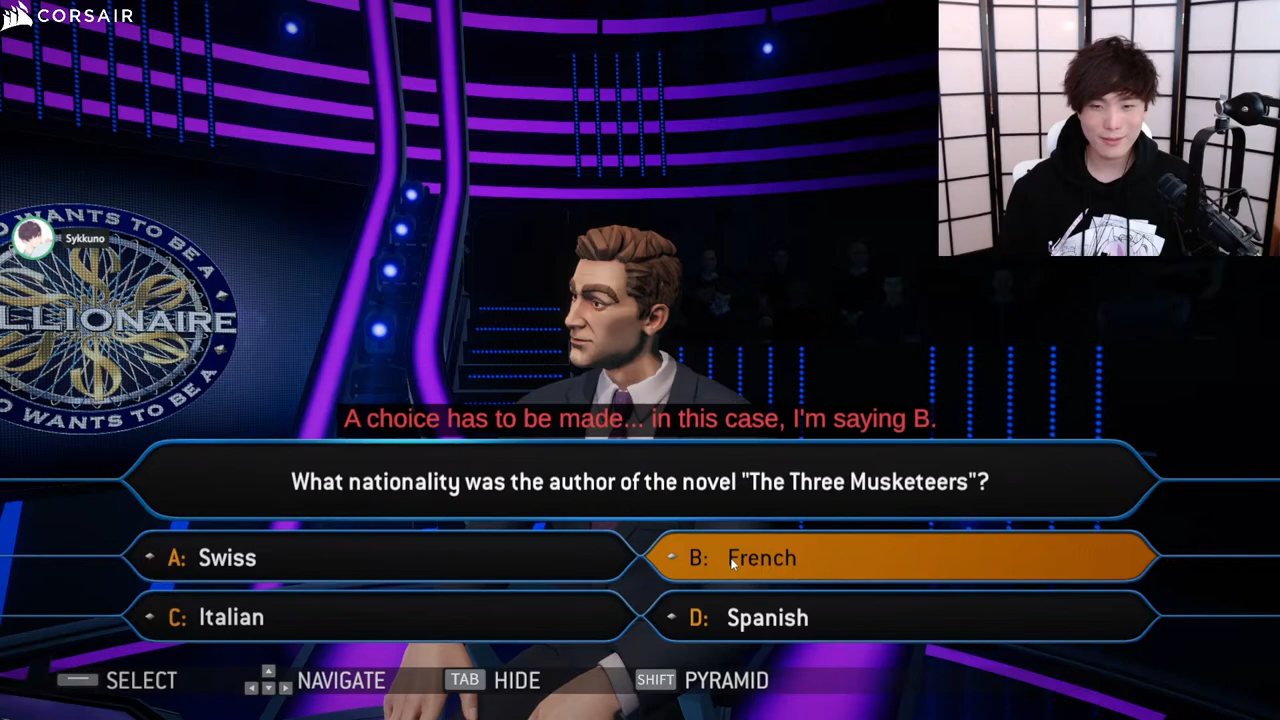 CORSAIR
WANTS TO BE A
Sykkuno
LLIONAIRE
WANTS TO BE A
A choice has to be made... in this case, I'm saying B.
What nationality was the author of the novel "The Three Musketeers"?
A: Swiss
B: French
C: Italian
D: Spanish
SELECT
NAVIGATE
TAB HIDE
SHIFT PYRAMID